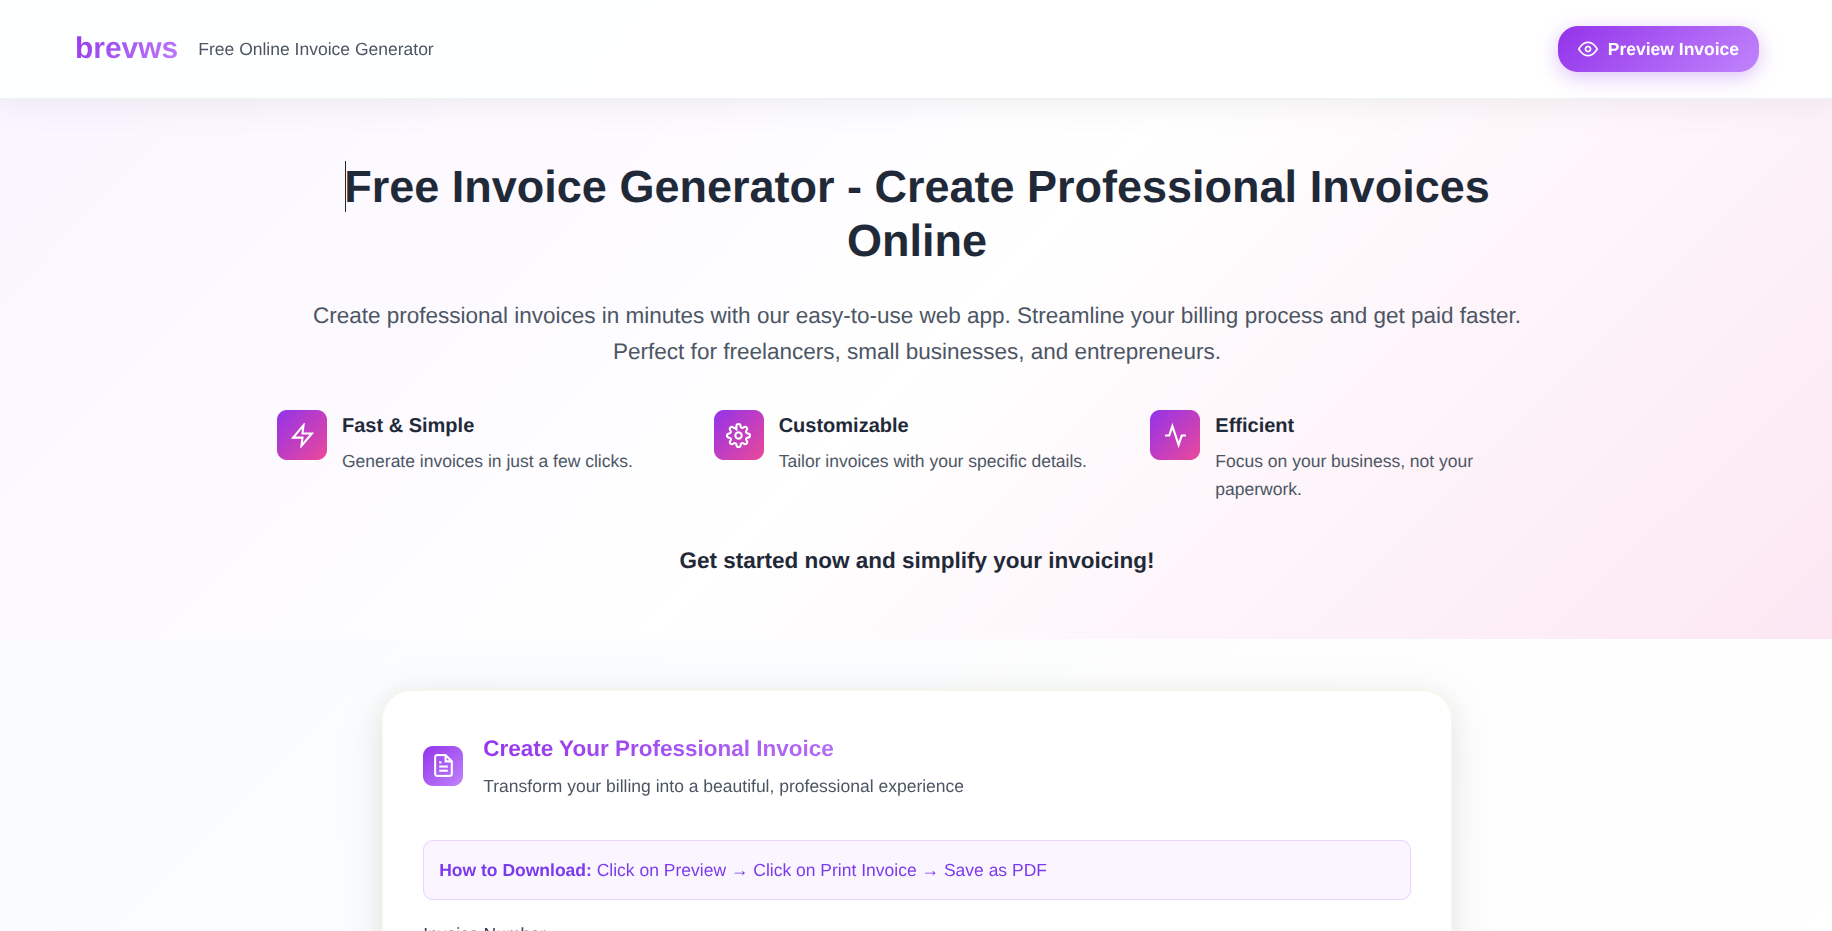 brevws
Free Online Invoice Generator
Preview Invoice
Free Invoice Generator - Create Professional Invoices
Online
Create professional invoices in minutes with our easy-to-use web app. Streamline your billing process and get paid faster.
Perfect for freelancers, small businesses, and entrepreneurs.
Fast & Simple
Generate invoices in just a few clicks.
Customizable
Tailor invoices with your specific details.
Efficient
Focus on your business, not your
paperwork.
Get started now and simplify your invoicing!
Create Your Professional Invoice
Transform your billing into a beautiful, professional experience
How to Download: Click on Preview → Click on Print Invoice → Save as PDF
Invoice Number